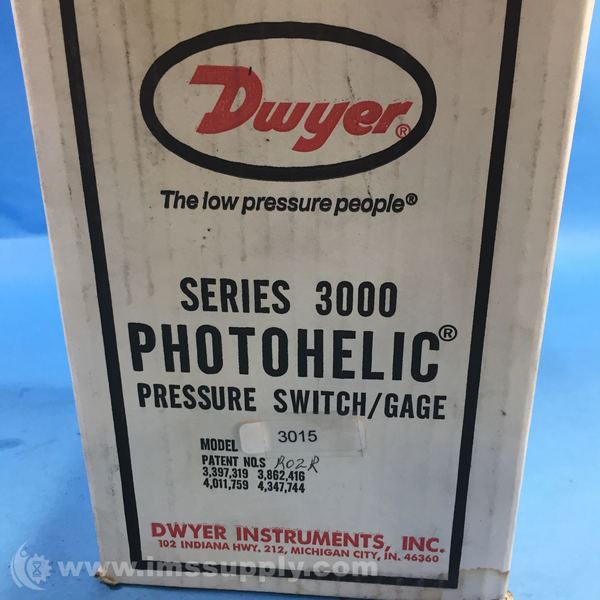 Dwyer®
The low pressure people®
SERIES 3000
PHOTOHELIC®
PRESSURE SWITCH/GAGE
MODEL 3015
PATENT NO.S R02R
3,397,319 3,862,416
4,011,759 4,347,744
DWYER INSTRUMENTS, INC.
102 INDIANA HWY. 212, MICHIGAN CITY, IN. 46360
www.imssupply.com